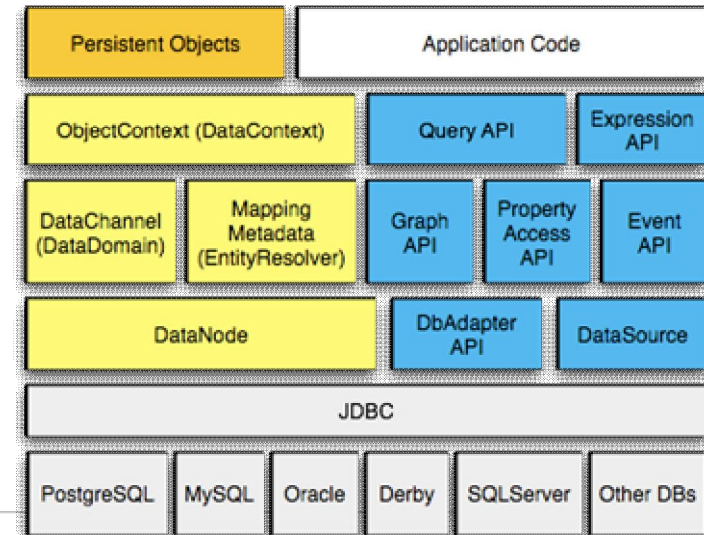 Persistent Objects
Application Code
ObjectContext (DataContext)
Query API
Expression
API
DataChannel
(DataDomain)
Mapping
Metadata
(EntityResolver)
Graph
API
Property
Access
API
Event
API
DataNode
DbAdapter
API
DataSource
JDBC
PostgreSQL
MySQL
Oracle
Derby
SQLServer
Other DBs